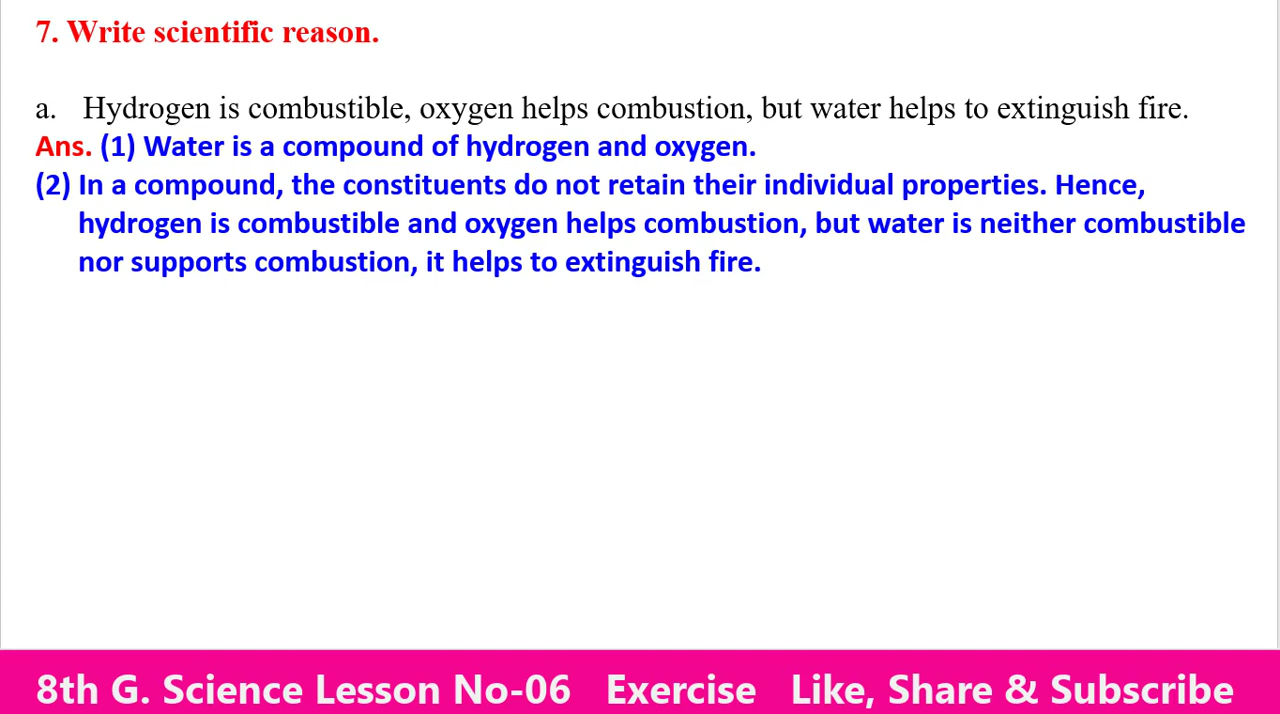 7. Write scientific reason.
a. Hydrogen is combustible, oxygen helps combustion, but water helps to extinguish fire.
Ans. (1) Water is a compound of hydrogen and oxygen.
(2) In a compound, the constituents do not retain their individual properties. Hence,
hydrogen is combustible and oxygen helps combustion, but water is neither combustible
nor supports combustion, it helps to extinguish fire.
8th G. Science Lesson No-06 Exercise Like, Share & Subscribe